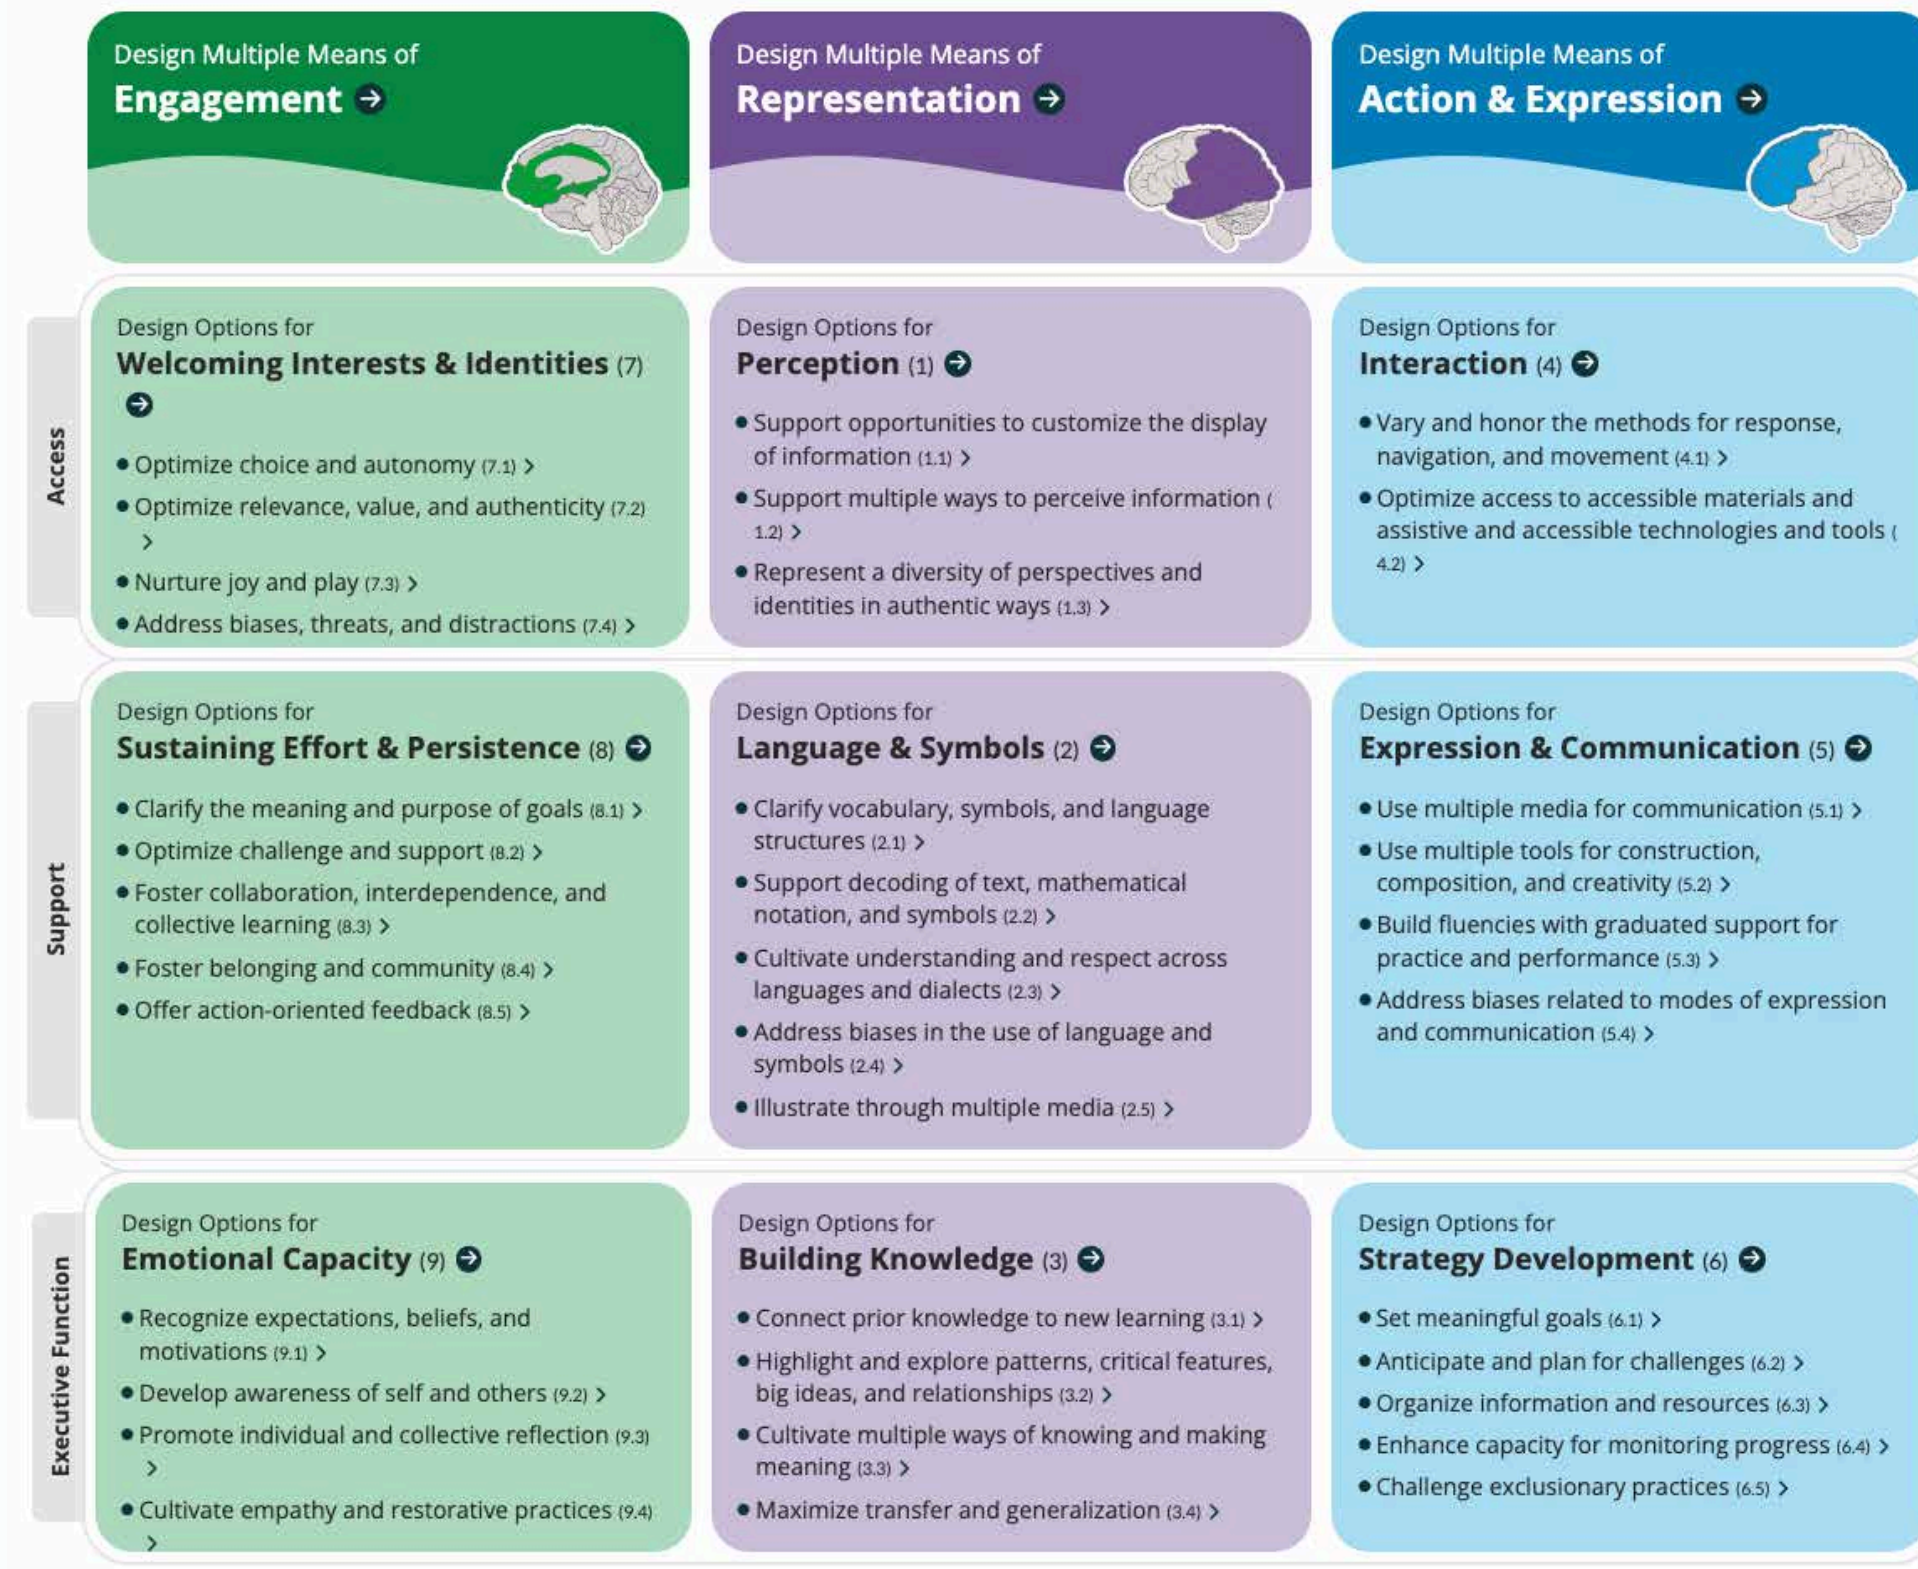 Design Multiple Means of
Engagement
Design Multiple Means of
Representation
Design Multiple Means of
Action & Expression
Access
Design Options for
Welcoming Interests & Identities (7)
• Optimize choice and autonomy (7.1) >
• Optimize relevance, value, and authenticity (7.2)
>
• Nurture joy and play (7.3) >
• Address biases, threats, and distractions (7.4) >
Design Options for
Perception (1)
• Support opportunities to customize the display
of information (1.1) >
• Support multiple ways to perceive information (
1.2) >
• Represent a diversity of perspectives and
identities in authentic ways (1.3) >
Design Options for
Interaction (4)
• Vary and honor the methods for response,
navigation, and movement (4.1) >
• Optimize access to accessible materials and
assistive and accessible technologies and tools (
4.2) >
Support
Design Options for
Sustaining Effort & Persistence (8)
• Clarify the meaning and purpose of goals (8.1) >
• Optimize challenge and support (8.2) >
• Foster collaboration, interdependence, and
collective learning (8.3) >
• Foster belonging and community (8.4) >
• Offer action-oriented feedback (8.5) >
Design Options for
Language & Symbols (2)
• Clarify vocabulary, symbols, and language
structures (2.1) >
• Support decoding of text, mathematical
notation, and symbols (2.2) >
• Cultivate understanding and respect across
languages and dialects (2.3) >
• Address biases in the use of language and
symbols (2.4) >
• Illustrate through multiple media (2.5) >
Design Options for
Expression & Communication (5)
• Use multiple media for communication (5.1) >
• Use multiple tools for construction,
composition, and creativity (5.2) >
• Build fluencies with graduated support for
practice and performance (5.3) >
• Address biases related to modes of expression
and communication (5.4) >
Executive Function
Design Options for
Emotional Capacity (9)
• Recognize expectations, beliefs, and
motivations (9.1) >
• Develop awareness of self and others (9.2) >
• Promote individual and collective reflection (9.3)
>
• Cultivate empathy and restorative practices (9.4)
>
Design Options for
Building Knowledge (3)
• Connect prior knowledge to new learning (3.1) >
• Highlight and explore patterns, critical features,
big ideas, and relationships (3.2) >
• Cultivate multiple ways of knowing and making
meaning (3.3) >
• Maximize transfer and generalization (3.4) >
Design Options for
Strategy Development (6)
• Set meaningful goals (6.1) >
• Anticipate and plan for challenges (6.2) >
• Organize information and resources (6.3) >
• Enhance capacity for monitoring progress (6.4) >
• Challenge exclusionary practices (6.5) >